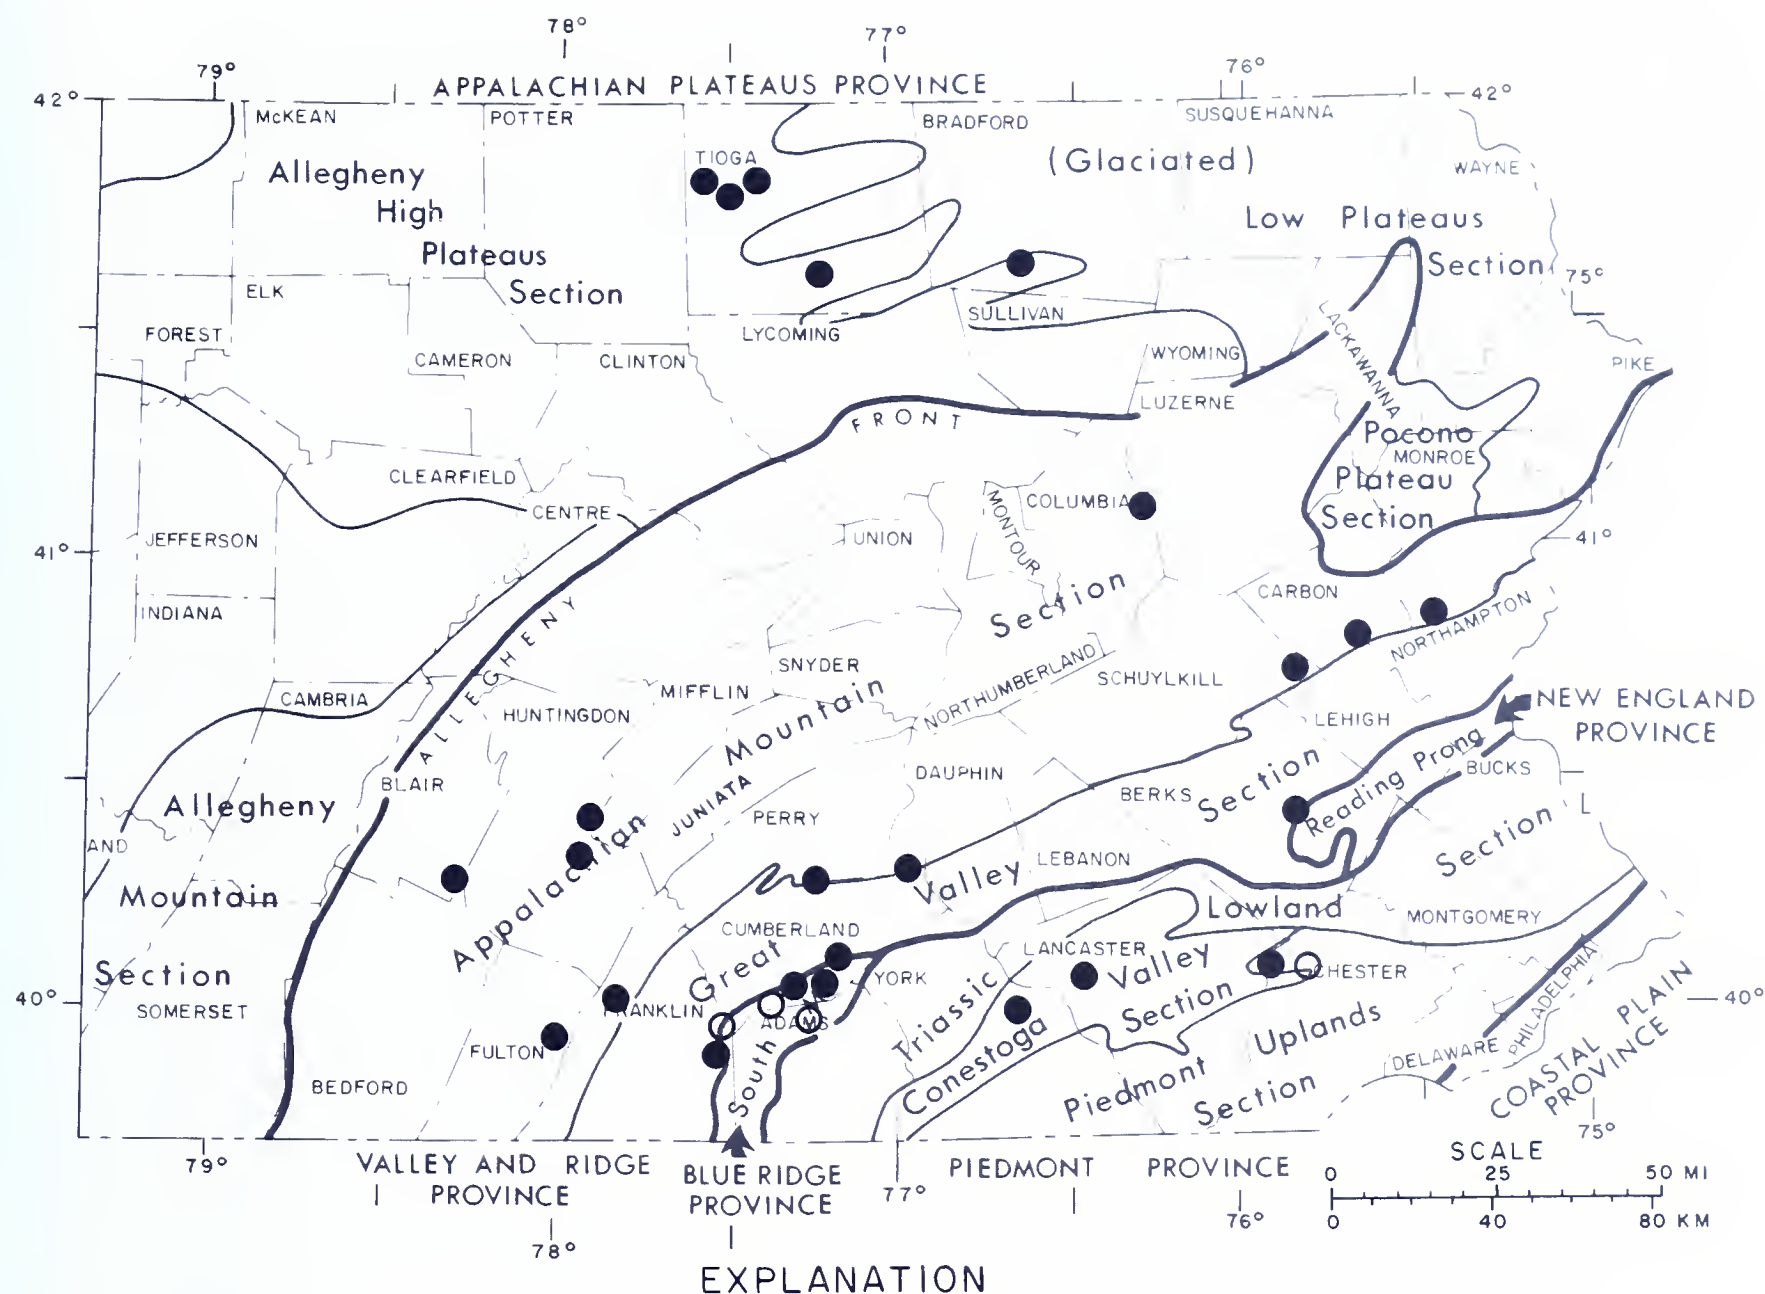 78°
77°
79°
76°
APPALACHIAN PLATEAUS PROVINCE
42°
42°
McKEAN
POTTER
BRADFORD
SUSQUEHANNA
TIOGA
(Glaciated)
WAYNE
Allegheny
High
Plateaus
Section
Low Plateaus
Section
75°
ELK
SULLIVAN
FOREST
LYCOMING
LACKAWANNA
CAMERON
CLINTON
WYOMING
PIKE
LUZERNE
FRONT
Pocono
MONROE
Plateau
Section
CLEARFIELD
CENTRE
COLUMBIA
MONTOUR
UNION
JEFFERSON
41°
41°
INDIANA
CARBON
Section
NORTHAMPTON
ALLEGHENY
SNYDER
NORTHUMBERLAND
SCHUYLKILL
MIFFLIN
CAMBRIA
HUNTINGDON
Mountain
LEHIGH
NEW ENGLAND
PROVINCE
BLAIR
JUNIATA
DAUPHIN
BERKS
Section
Reading Prong
BUCKS
Allegheny
PERRY
AND
Appalachian
LEBANON
Section
L
Mountain
Valley
Lowland
MONTGOMERY
CUMBERLAND
Great
LANCASTER
Valley
Section
CHESTER
Section
SOMERSET
YORK
FRANKLIN
ADAMS
PHILADELPHIA
40°
40°
Triassic
Conestoga
Uplands
FULTON
DELAWARE
COASTAL PLAIN
PROVINCE
BEDFORD
South
Piedmont
Section
75°
79°
VALLEY AND RIDGE
PROVINCE
BLUE RIDGE
PROVINCE
77°
PIEDMONT PROVINCE
76°
78°
SCALE
0 25 50 MI
0 40 80 KM
EXPLANATION